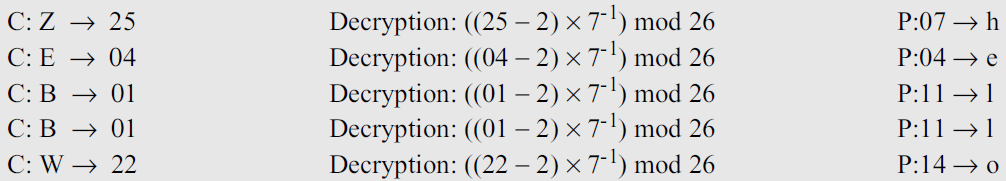 C: Z → 25 Decryption: ((25 – 2) × 7⁻¹) mod 26 P:07 → h
C: E → 04 Decryption: ((04 – 2) × 7⁻¹) mod 26 P:04 → e
C: B → 01 Decryption: ((01 – 2) × 7⁻¹) mod 26 P:11 → l
C: B → 01 Decryption: ((01 – 2) × 7⁻¹) mod 26 P:11 → l
C: W → 22 Decryption: ((22 – 2) × 7⁻¹) mod 26 P:14 → o